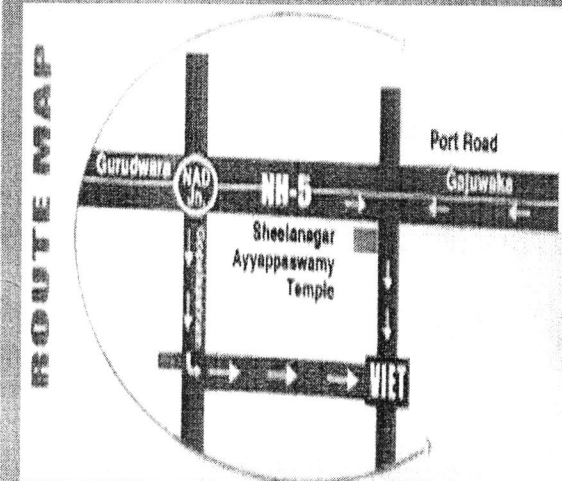 ROUTE MAP
Port Road
Gurudwara
NAD
Jn.
NH-5
Gajuwaka
Sheelanagar
Ayyappaswamy
Temple
VIET